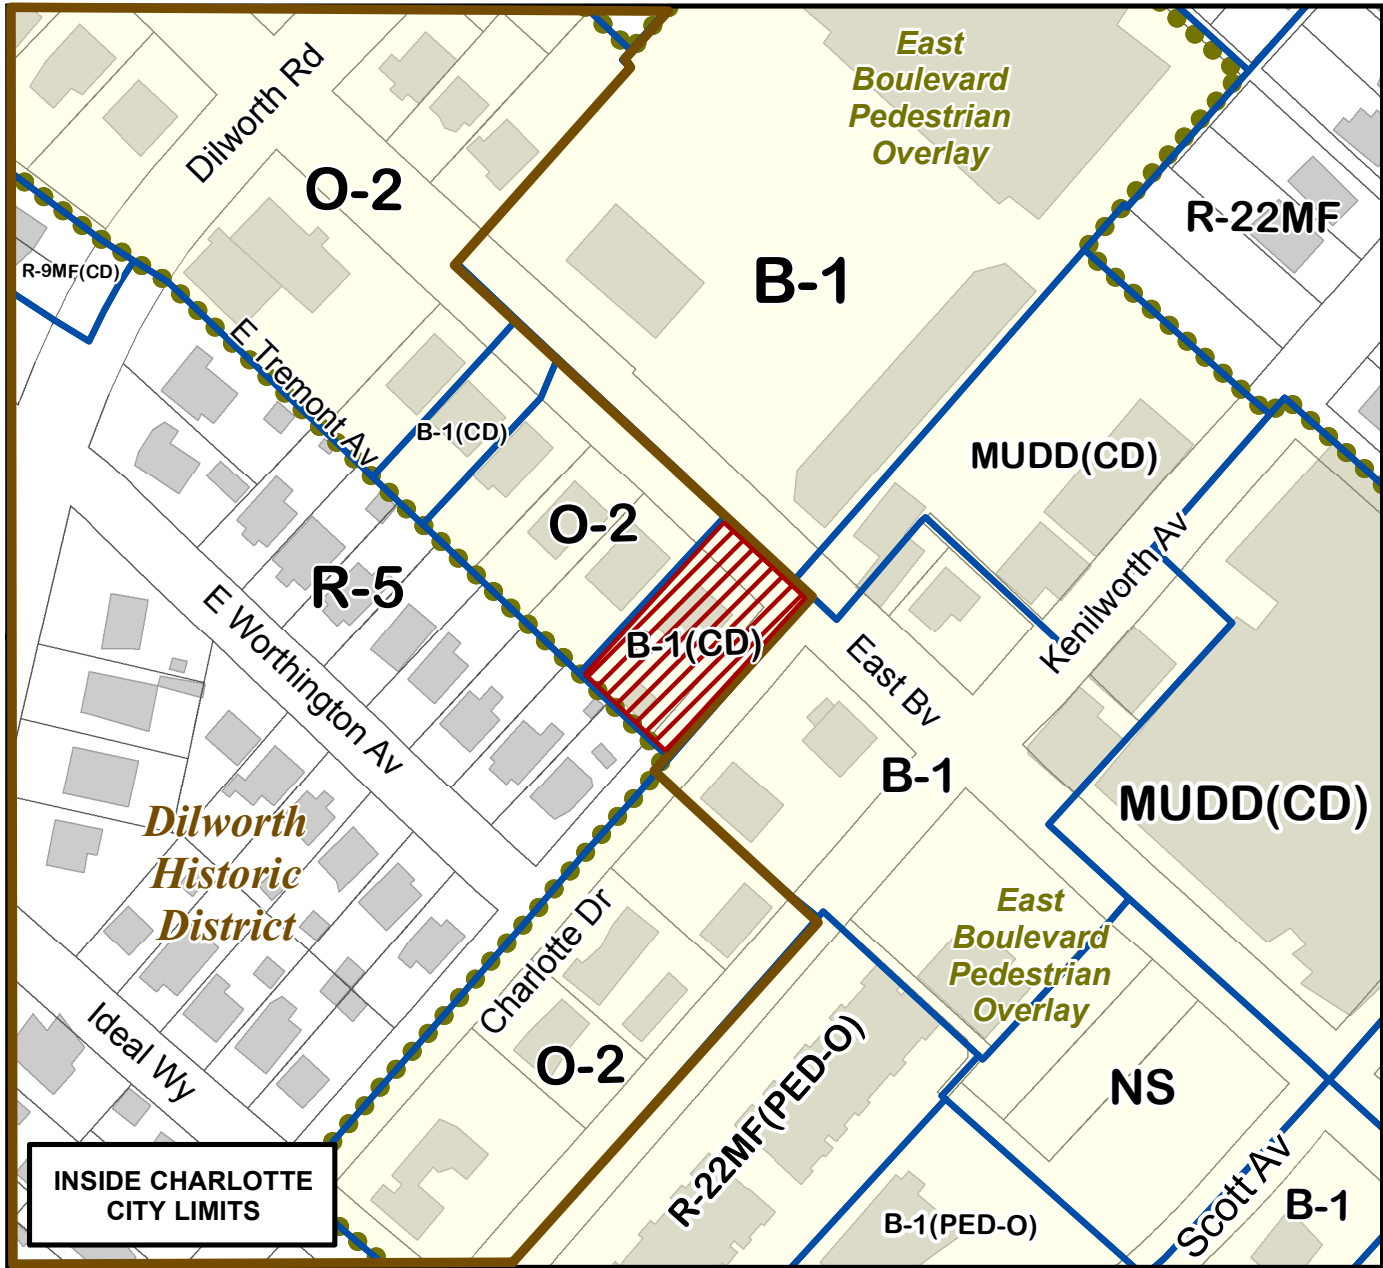 East
Boulevard
Pedestrian
Overlay
Dilworth Rd
O-2
R-22MF
R-9MF(CD)
B-1
E Tremont Av
B-1(CD)
MUDD(CD)
O-2
Kenilworth Av
R-5
E Worthington Av
B-1(CD)
East Bv
B-1
MUDD(CD)
Dilworth
Historic
District
East
Boulevard
Pedestrian
Overlay
Charlotte Dr
Ideal Wy
O-2
R-22MF(PED-O)
NS
INSIDE CHARLOTTE
CITY LIMITS
B-1(PED-O)
Scott Av
B-1